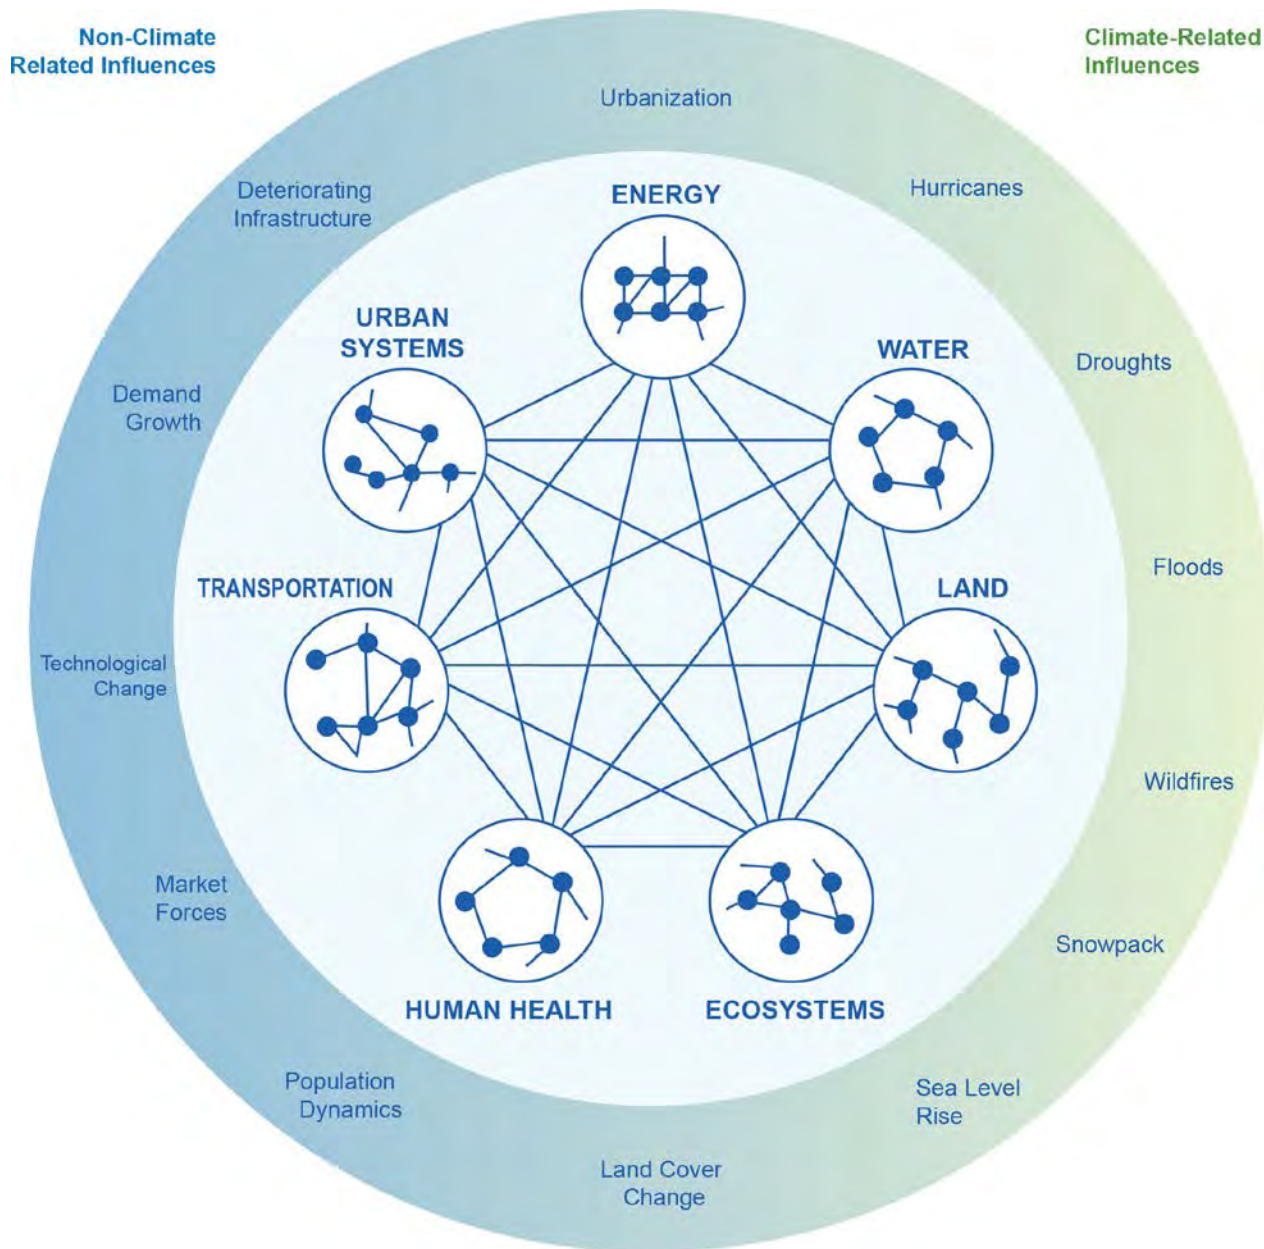 Non-Climate
Related Influences
Climate-Related
Influences
Urbanization
Deteriorating
Infrastructure
Hurricanes
ENERGY
URBAN
SYSTEMS
WATER
Droughts
Demand
Growth
Floods
TRANSPORTATION
LAND
Technological
Change
Wildfires
Market
Forces
Snowpack
HUMAN HEALTH
ECOSYSTEMS
Population
Dynamics
Sea Level
Rise
Land Cover
Change